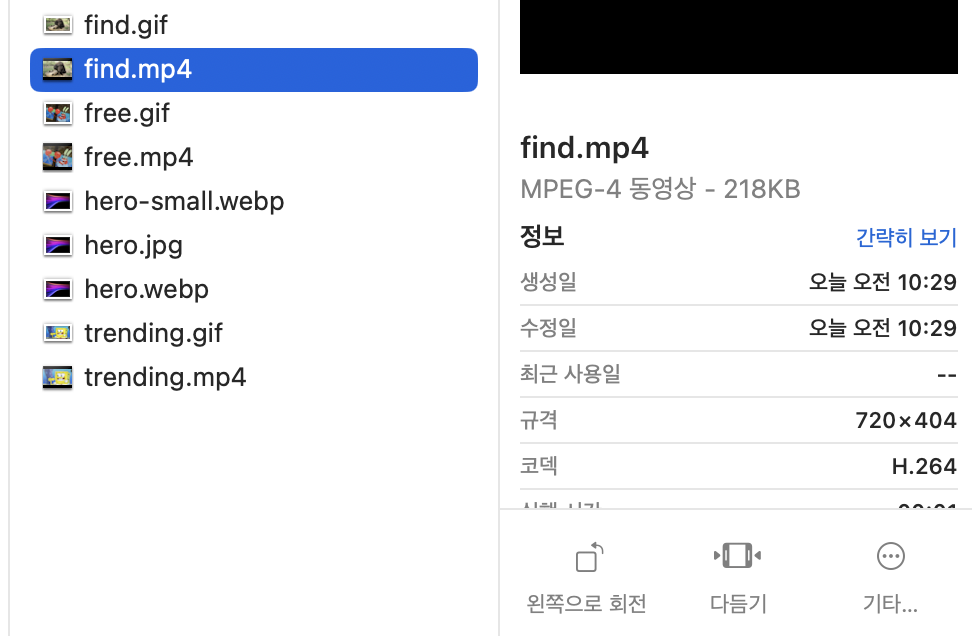 find.gif
find.mp4
free.gif
free.mp4
hero-small.webp
hero.jpg
hero.webp
trending.gif
trending.mp4
find.mp4
MPEG-4 동영상 - 218KB
정보 간략히 보기
생성일 오늘 오전 10:29
수정일 오늘 오전 10:29
최근 사용일 --
규격 720×404
코덱 H.264
왼쪽으로 회전 다듬기 기타...